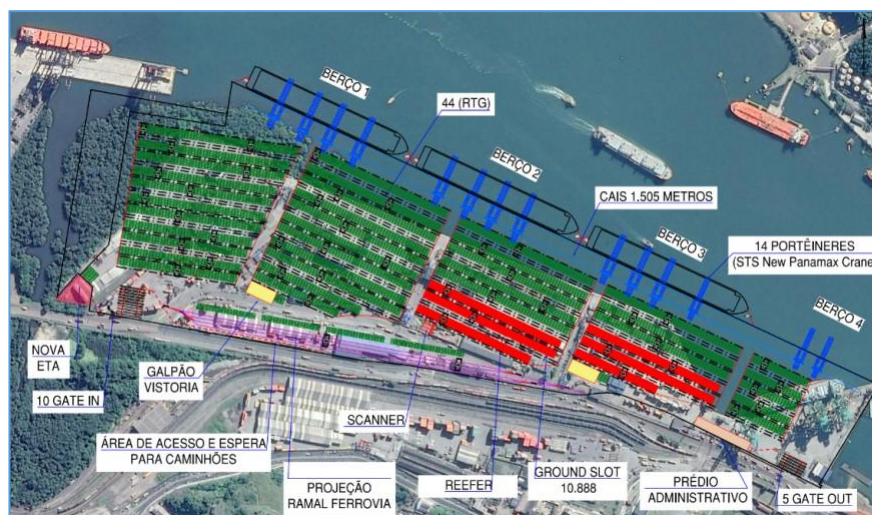 BERÇO 1
44 (RTG)
BERÇO 2
CAIS 1.505 METROS
BERÇO 3
14 PORTÊINERES
(STS New Panamax Crane
BERÇO 4
NOVA
ETA
10 GATE IN
GALPÃO
VISTORIA
ÁREA DE ACESSO E ESPERA
PARA CAMINHÕES
PROJEÇÃO
RAMAL FERROVIA
SCANNER
REEFER
GROUND SLOT
10.888
PRÉDIO
ADMINISTRATIVO
5 GATE OUT